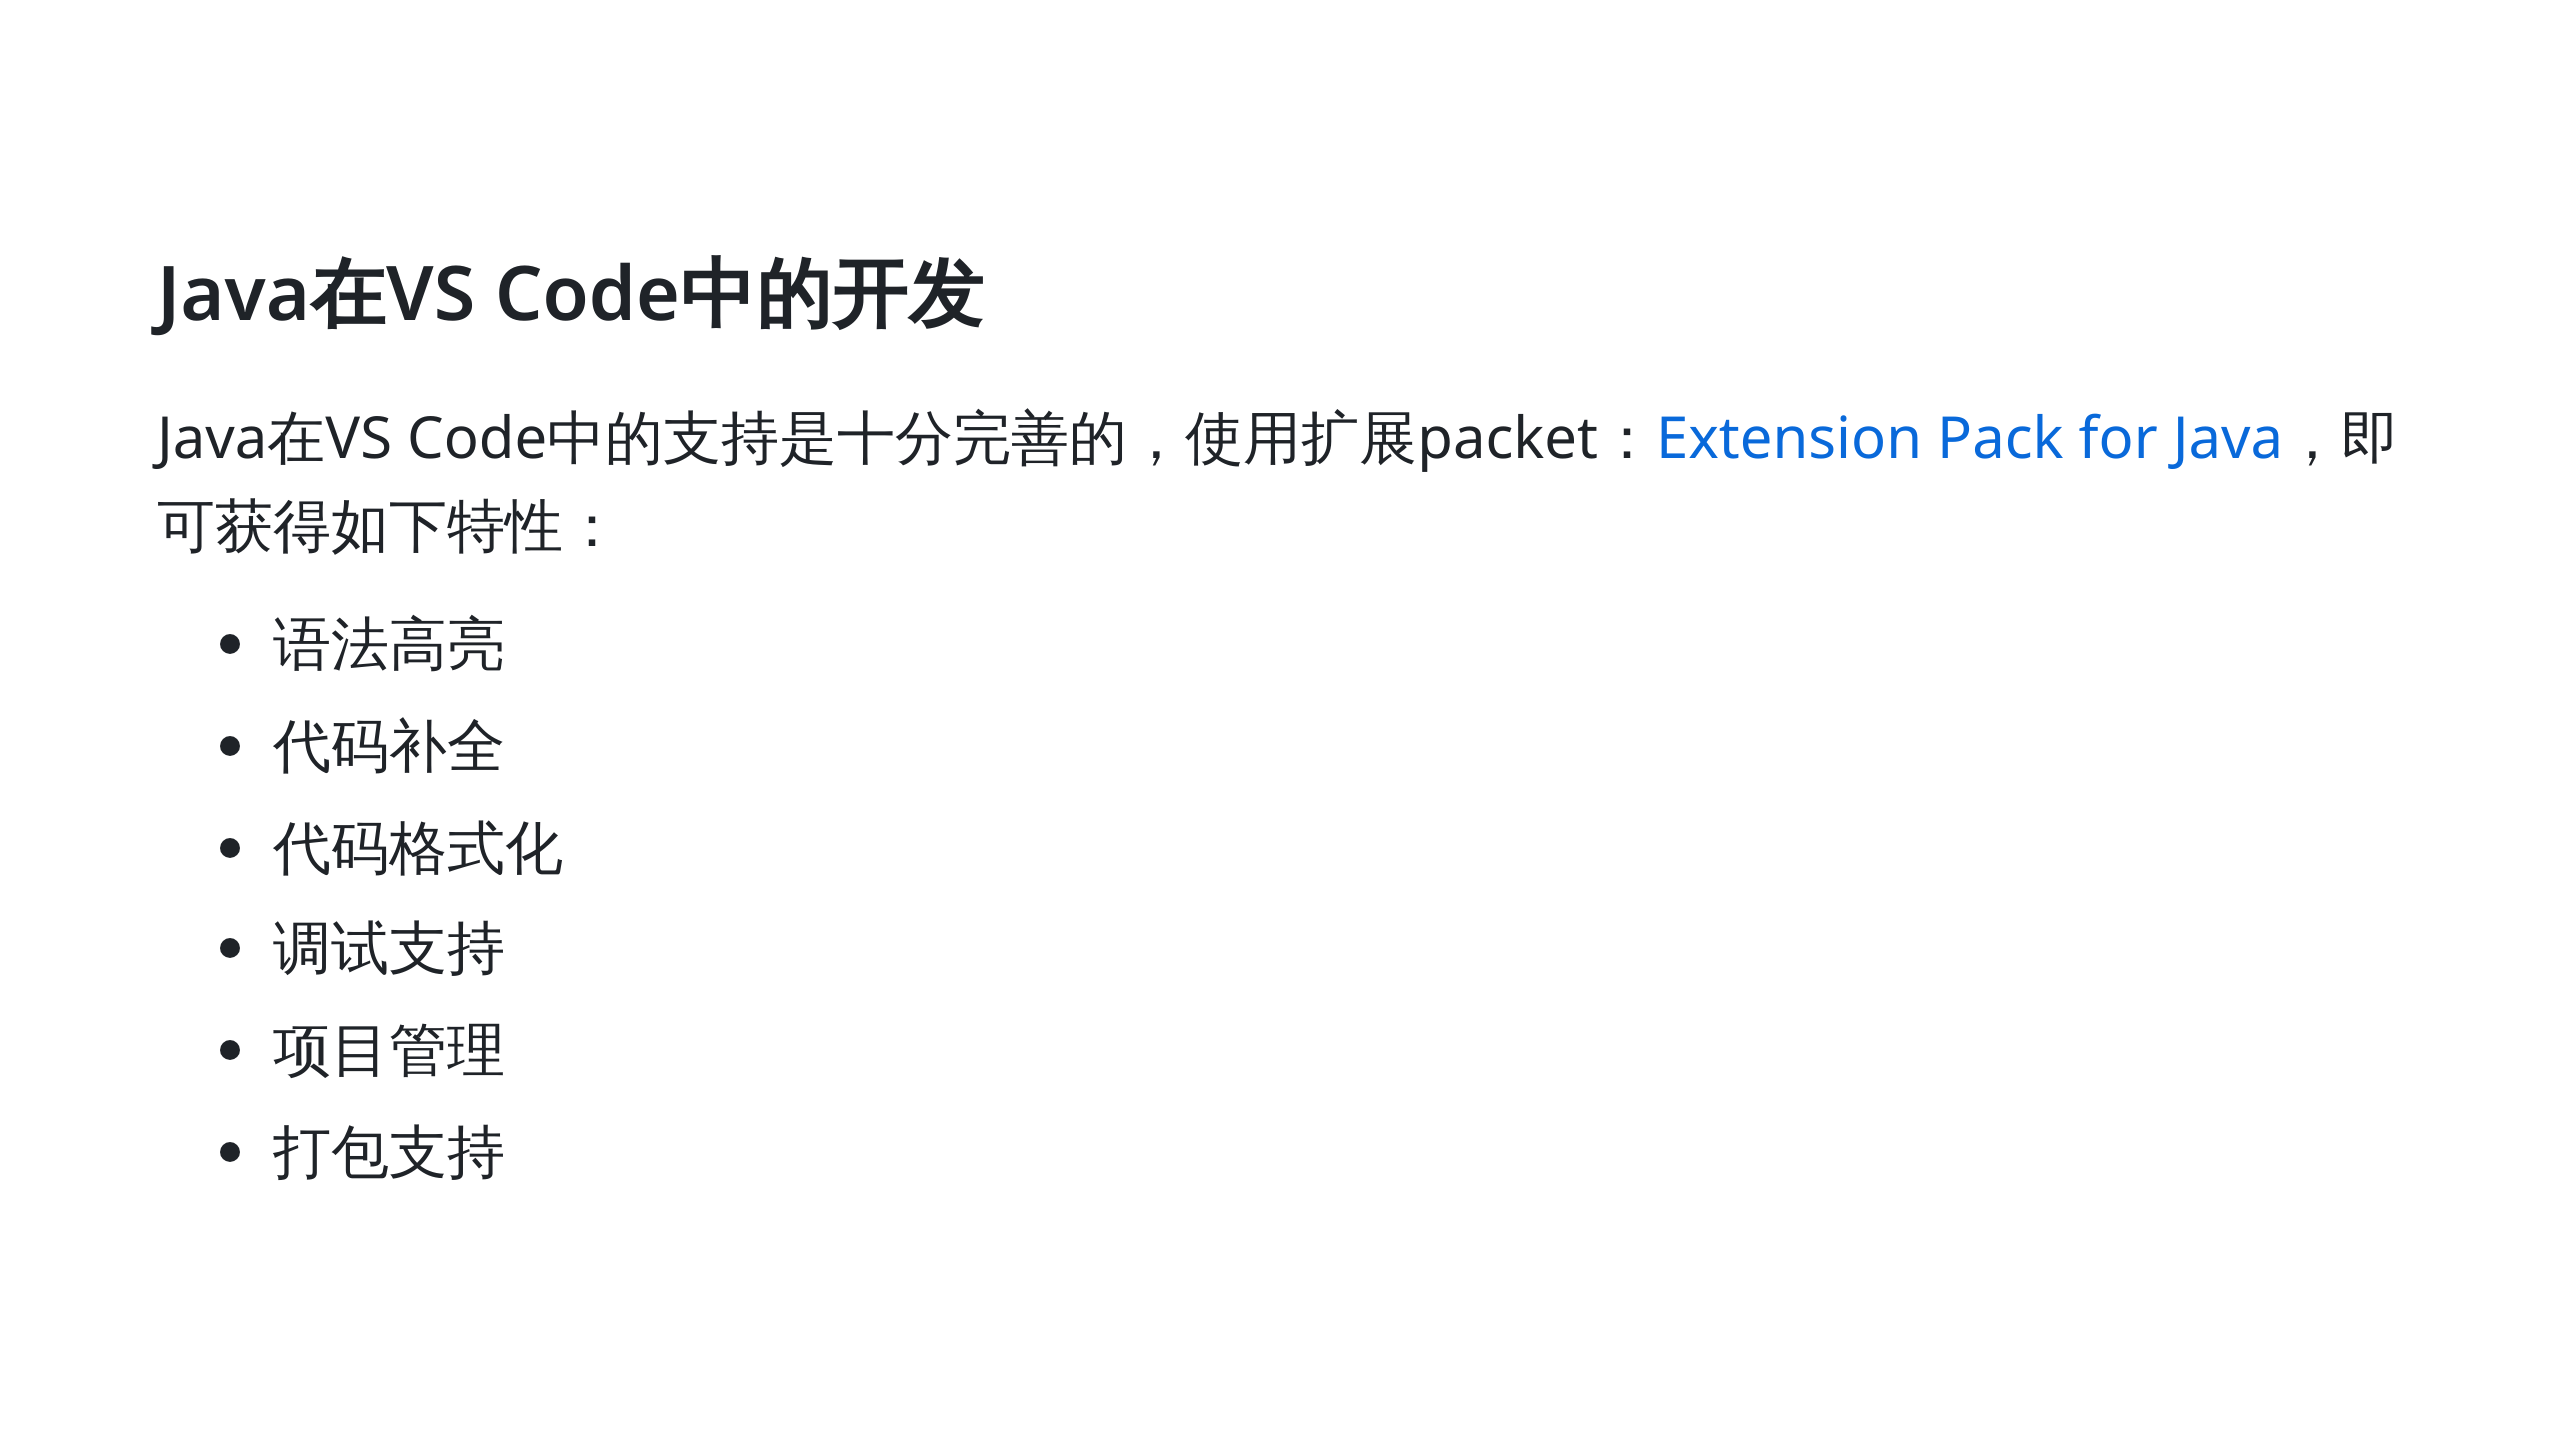 Java在VS Code中的开发
Java在VS Code中的支持是十分完善的，使用扩展packet：Extension Pack for Java，即
可获得如下特性：
• 语法高亮
• 代码补全
• 代码格式化
• 调试支持
• 项目管理
• 打包支持